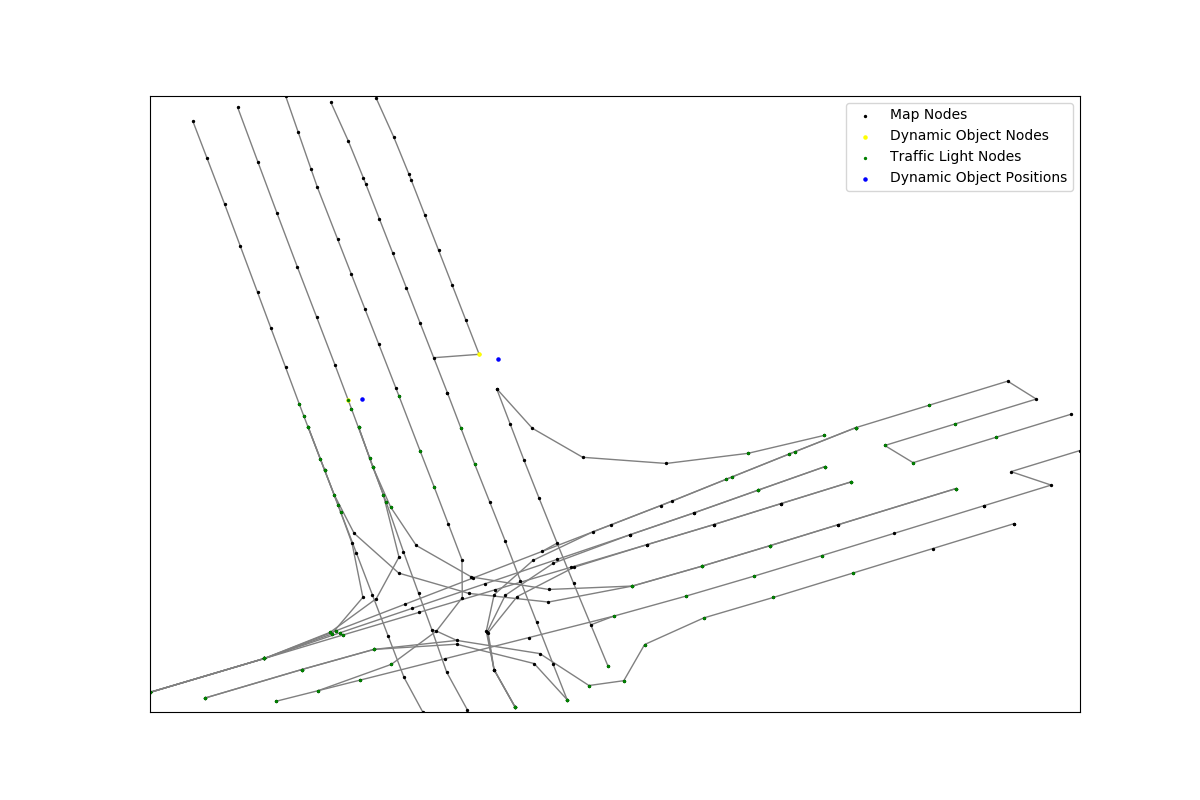 Map Nodes
Dynamic Object Nodes
Traffic Light Nodes
Dynamic Object Positions